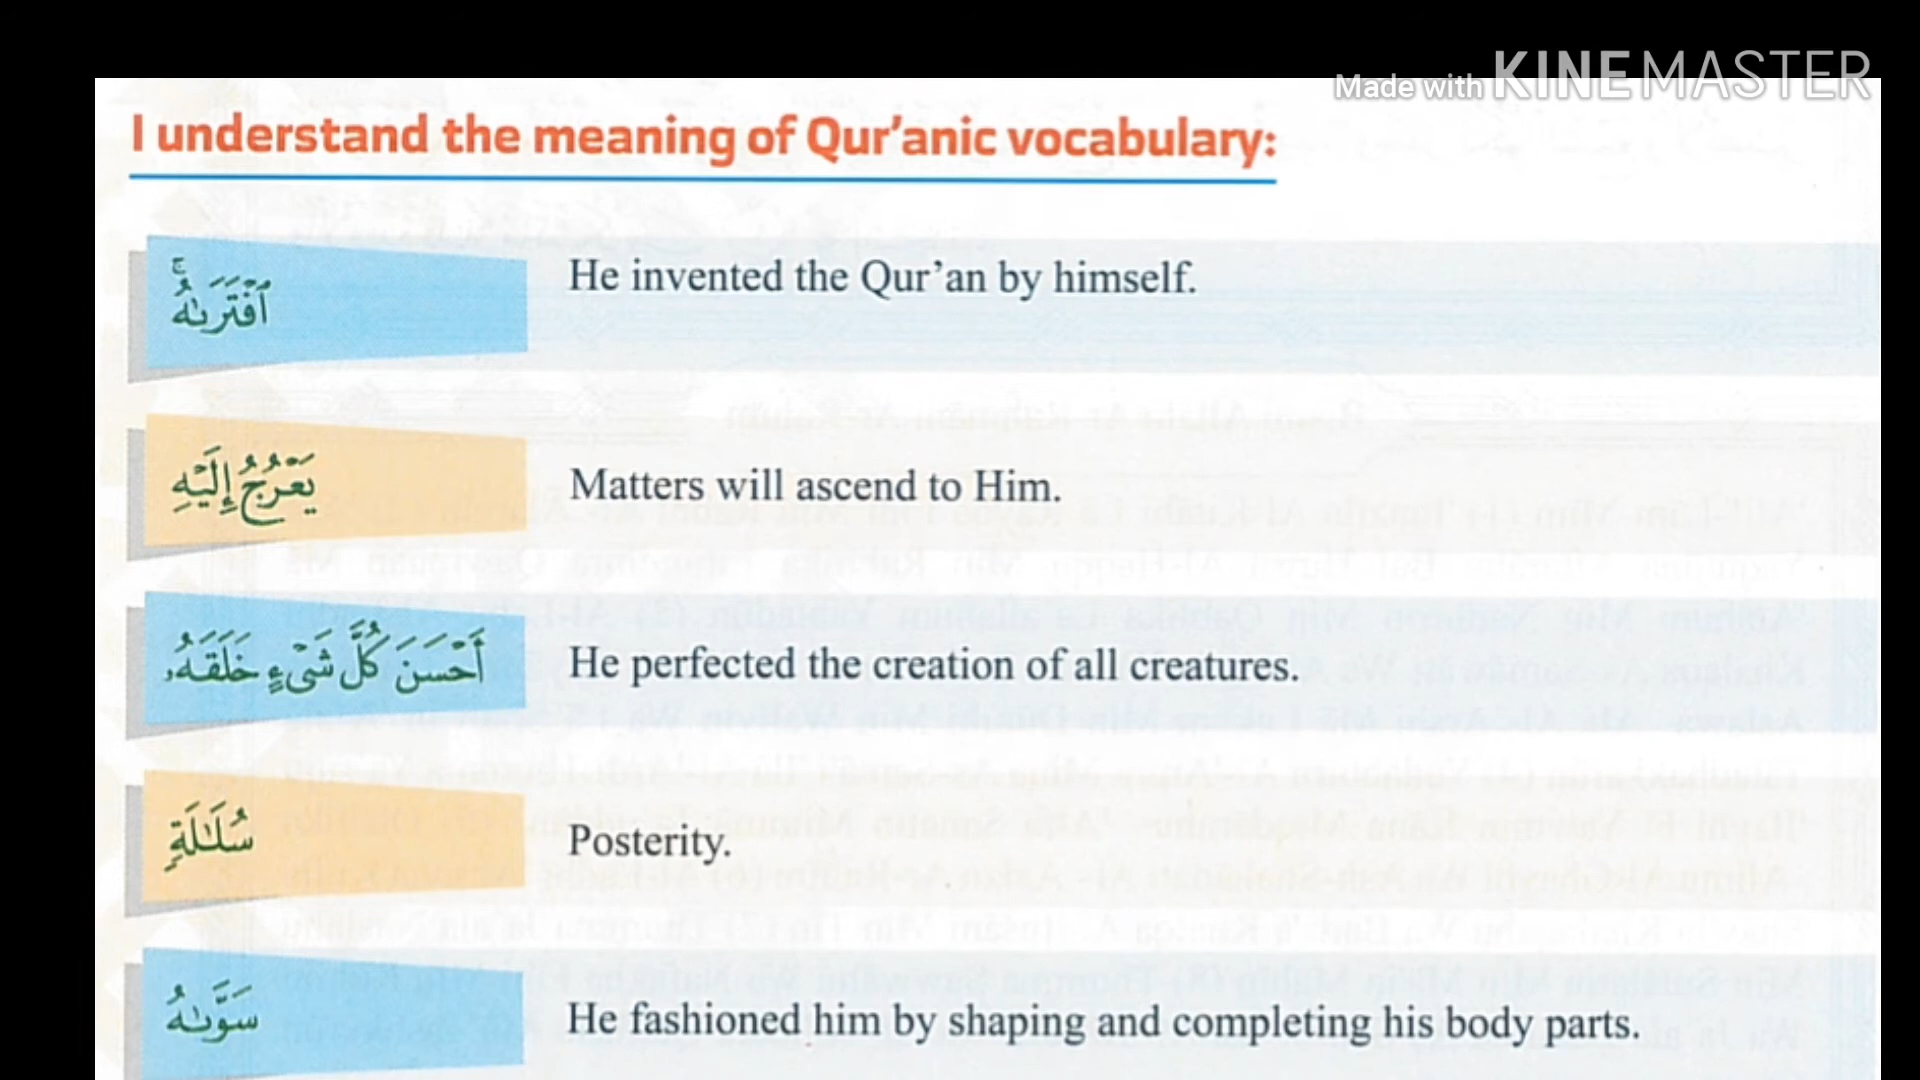 Made with KINEMASTER
I understand the meaning of Qur'anic vocabulary:
ٱفْتَرَىٰهُۚ
He invented the Qur'an by himself.
يَعْرُجُ إِلَيْهِ
Matters will ascend to Him.
أَحْسَنَ كُلَّ شَىْءٍ خَلَقَهُۥ
He perfected the creation of all creatures.
سُلَـٰلَةٍ
Posterity.
سَوَّىٰهُ
He fashioned him by shaping and completing his body parts.